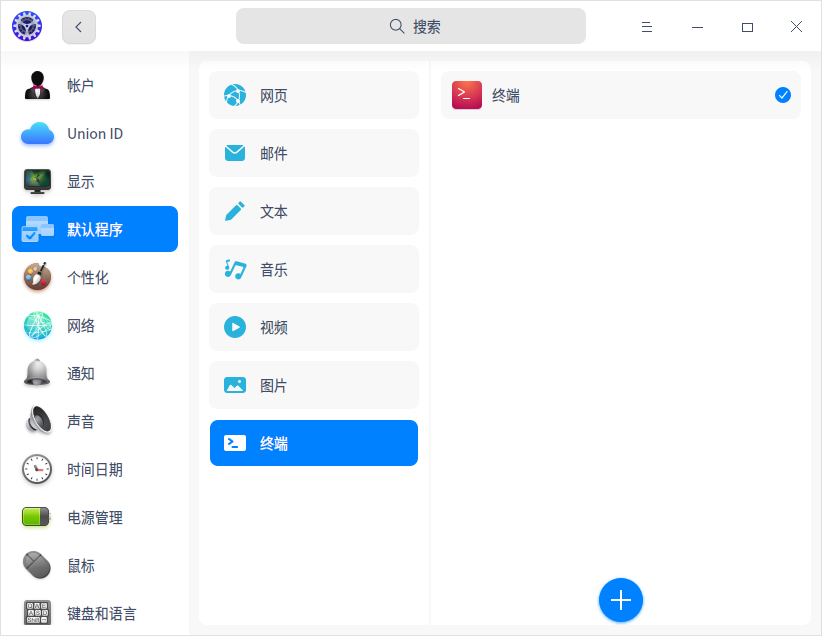 搜索
帐户
Union ID
显示
默认程序
个性化
网络
通知
声音
时间日期
电源管理
鼠标
键盘和语言
网页
邮件
文本
音乐
视频
图片
终端
终端